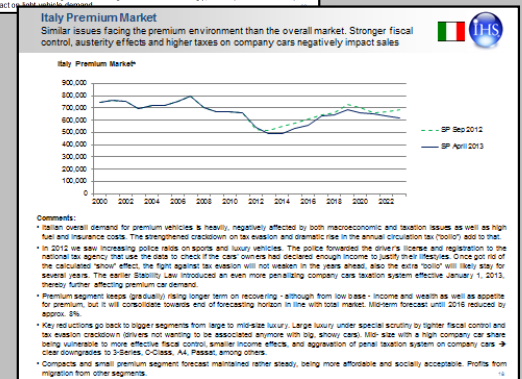 act on light vehicle demand
Italy Premium Market
Similar issues facing the premium environment than the overall market. Stronger fiscal
control, austerity effects and higher taxes on company cars negatively impact sales
IHS
Italy Premium Market*
900,000
800,000
700,000
600,000
500,000
400,000
300,000
200,000
100,000
0
2000 2002 2004 2006 2008 2010 2012 2014 2016 2018 2020 2022
SP Sep 2012
SP April 2013
Comments:
• Italian overall demand for premium vehicles is heavily, negatively affected by both macroeconomic and taxation issues as well as high
fuel and insurance costs. The strengthened crackdown on tax evasion and dramatic rise in the annual circulation tax ("bollo") add to that.
• In 2012 we saw increasing police raids on sports and luxury vehicles. The police forwarded the driver's license and registration to the
national tax agency that use the data to check if the cars' owners had declared enough income to justify their lifestyles. Once got rid of
the calculated "show" effect, the fight against tax evasion will not weaken in the years ahead, also the extra "bollo" will likely stay for
several years. The earlier Stability Law introduced an even more penalizing company cars taxation system effective January 1, 2013,
thereby further affecting premium car demand.
• Premium segment keeps (gradually) rising longer term on recovering - although from low base - income and wealth as well as appetite
for premium, but it will consolidate towards end of forecasting horizon in line with total market. Mid-term forecast until 2016 reduced by
approx. 8%.
• Key reductions go back to bigger segments from large to mid-size luxury. Large luxury under special scrutiny by tighter fiscal control and
tax evasion crackdown (drivers not wanting to be associated anymore with big, showy cars). Mid-size with a high company car share
being vulnerable to more effective fiscal control, smaller income effects, and aggravation of penal taxation system on company cars →
clear downgrades to 3-Series, C-Class, A4, Passat, among others.
• Compacts and small premium segment forecast maintained rather steady, being more affordable and socially acceptable. Profits from
migration from other segments.